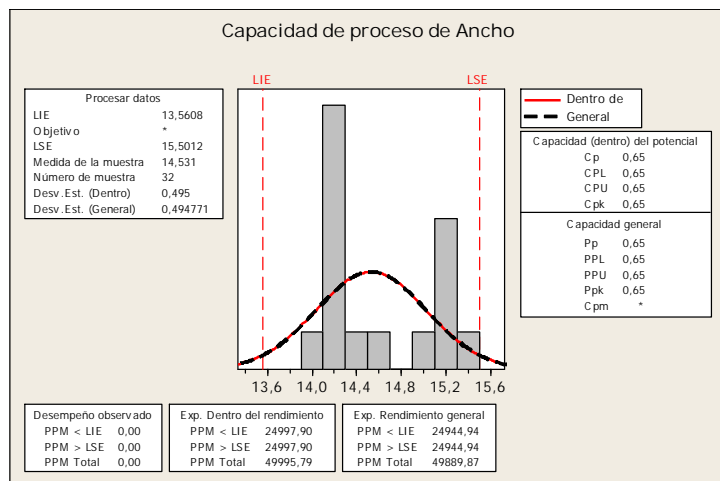 Capacidad de proceso de Ancho
LIE
LSE
Procesar datos
LIE 13,5608
Objetivo *
LSE 15,5012
Medida de la muestra 14,531
Número de muestra 32
Desv.Est. (Dentro) 0,495
Desv.Est. (General) 0,494771
Dentro de
General
Capacidad (dentro) del potencial
Cp 0,65
CPL 0,65
CPU 0,65
Cpk 0,65
Capacidad general
Pp 0,65
PPL 0,65
PPU 0,65
Ppk 0,65
Cpm *
13,6 14,0 14,4 14,8 15,2 15,6
Desempeño observado
PPM < LIE 0,00
PPM > LSE 0,00
PPM Total 0,00
Exp. Dentro del rendimiento
PPM < LIE 24997,90
PPM > LSE 24997,90
PPM Total 49995,79
Exp. Rendimiento general
PPM < LIE 24944,94
PPM > LSE 24944,94
PPM Total 49889,87